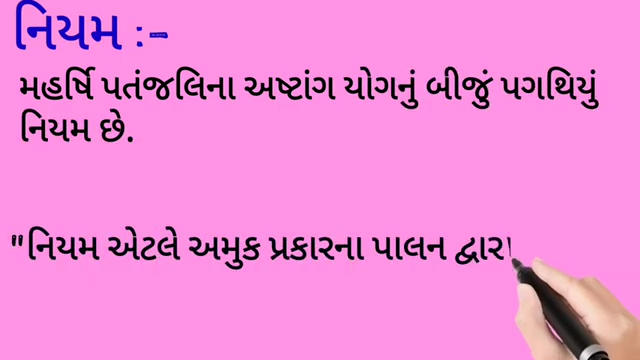 નિયમ :-
મહર્ષિ પતંજલિના અષ્ટાંગ યોગનું બીજું પગથિયું
નિયમ છે.
"નિયમ એટલે અમુક પ્રકારના પાલન